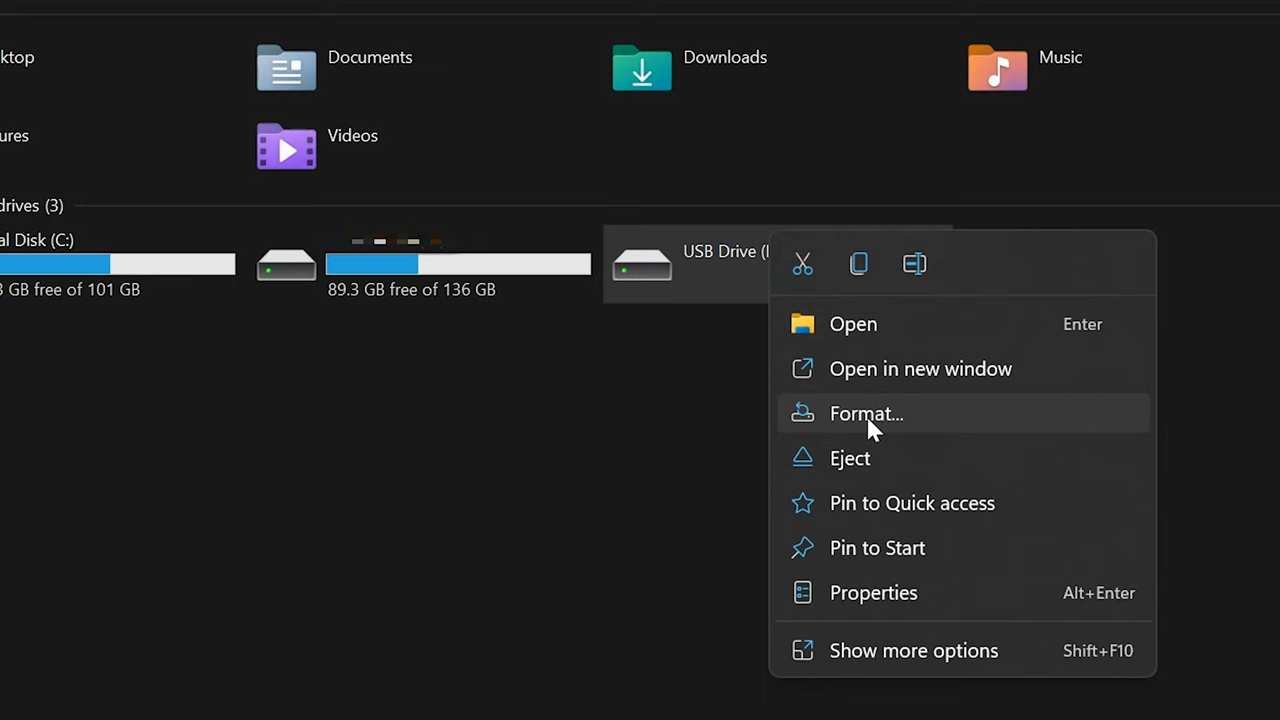 ktop
Documents
Downloads
Music
ures
Videos
drives (3)
al Disk (C:)
GB free of 101 GB
89.3 GB free of 136 GB
USB Drive (
Open
Enter
Open in new window
Format...
Eject
Pin to Quick access
Pin to Start
Properties
Alt+Enter
Show more options
Shift+F10